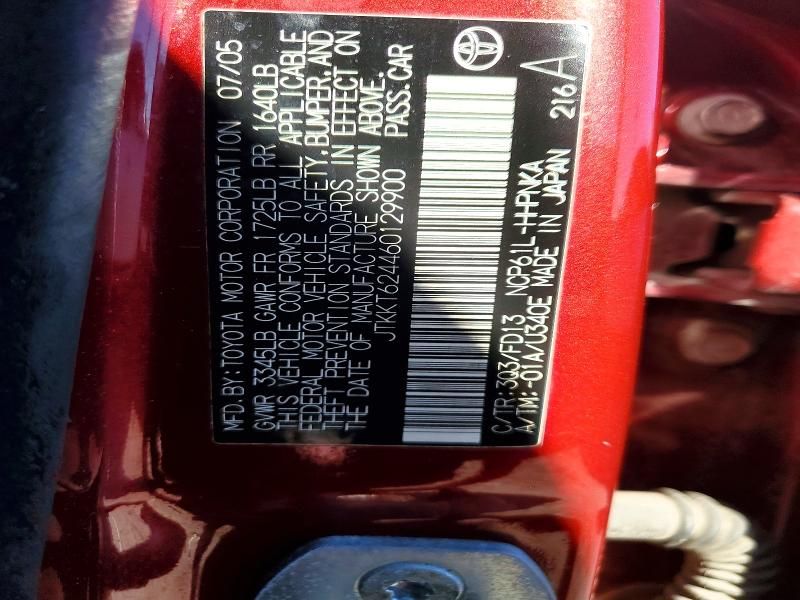 MFD. BY: TOYOTA MOTOR CORPORATION 07/05
GVWR 3345LB GAWR FR 1725LB RR 1640LB
THIS VEHICLE CONFORMS TO ALL APPLICABLE
FEDERAL MOTOR VEHICLE SAFETY, BUMPER, AND
THEFT PREVENTION STANDARDS IN EFFECT ON
THE DATE OF MANUFACTURE SHOWN ABOVE.
JTKKT624460129900 PASS. CAR
C/TR: 3Q3/FD13 NCP61L-HHPNKA
A/TM: -01A/U340E MADE IN JAPAN 216A